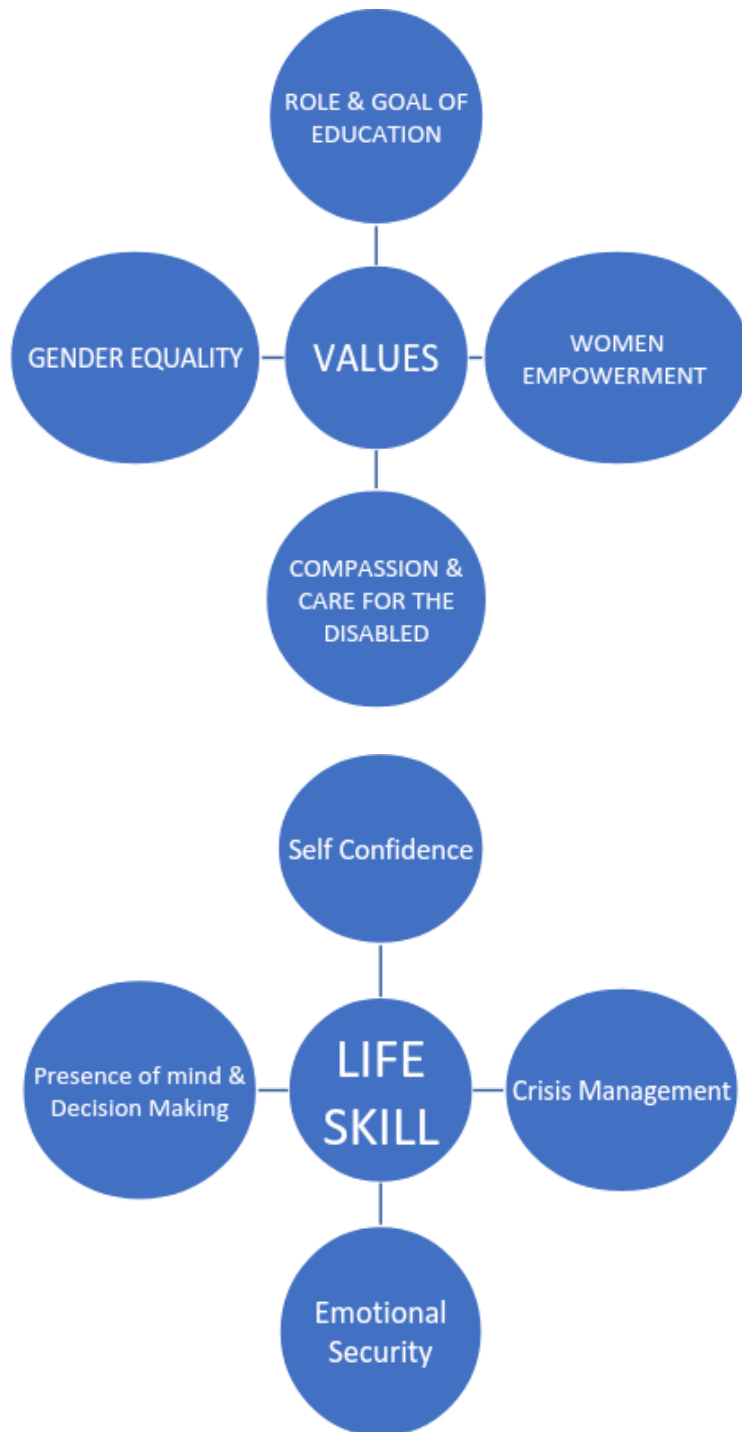 ROLE & GOAL OF
EDUCATION
GENDER EQUALITY
VALUES
WOMEN
EMPOWERMENT
COMPASSION &
CARE FOR THE
DISABLED
Self Confidence
Presence of mind &
Decision Making
LIFE
SKILL
Crisis Management
Emotional
Security